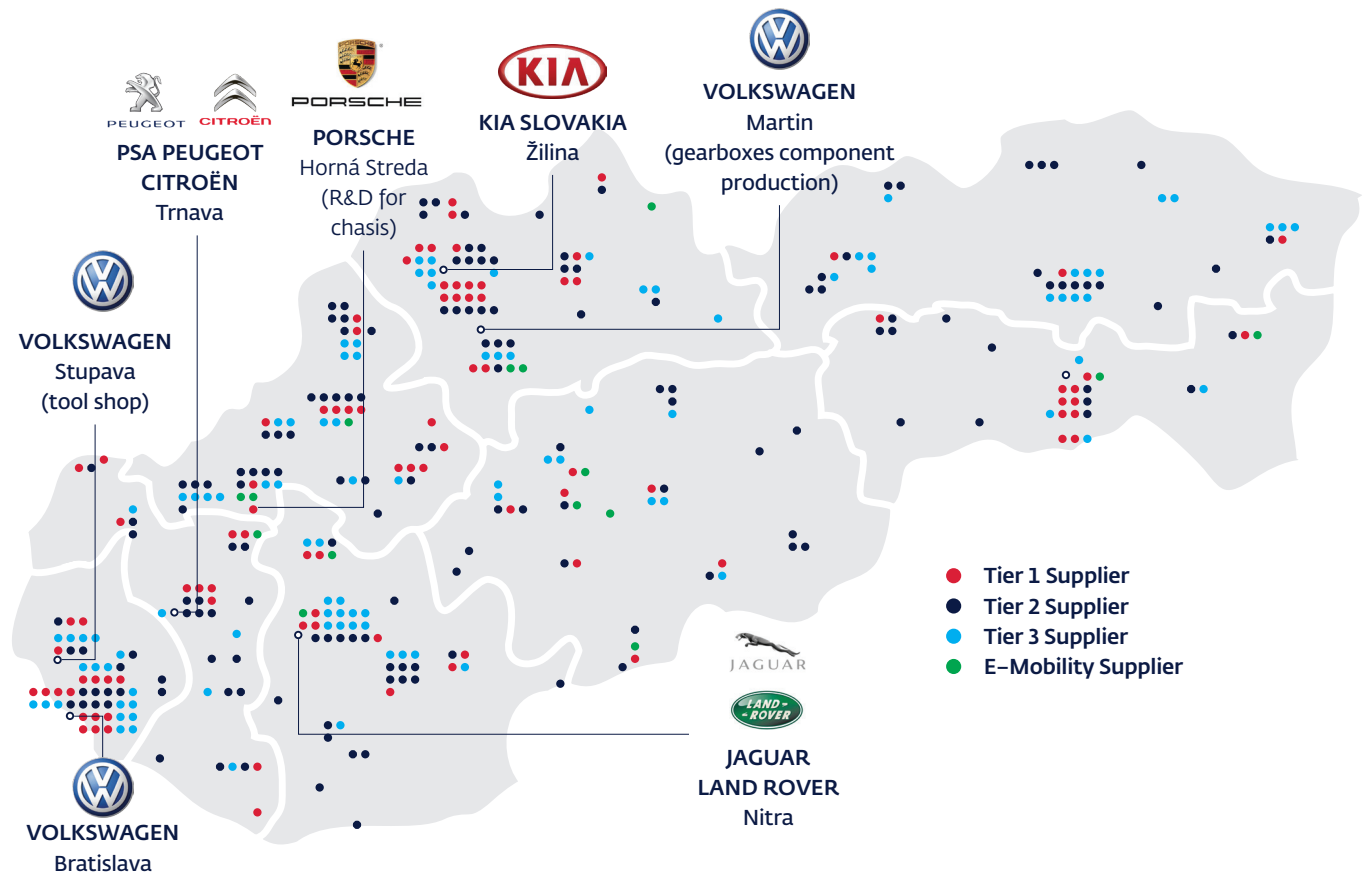 PEUGEOT
CITROËN
PSA PEUGEOT
CITROËN
Trnava
PORSCHE
PORSCHE
PORSCHE
Horná Streda
(R&D for
chasis)
KIA
KIA SLOVAKIA
Žilina
VOLKSWAGEN
Martin
(gearboxes component
production)
VOLKSWAGEN
Stupava
(tool shop)
Tier 1 Supplier
Tier 2 Supplier
Tier 3 Supplier
E–Mobility Supplier
JAGUAR
LAND-
ROVER
JAGUAR
LAND ROVER
Nitra
VOLKSWAGEN
Bratislava